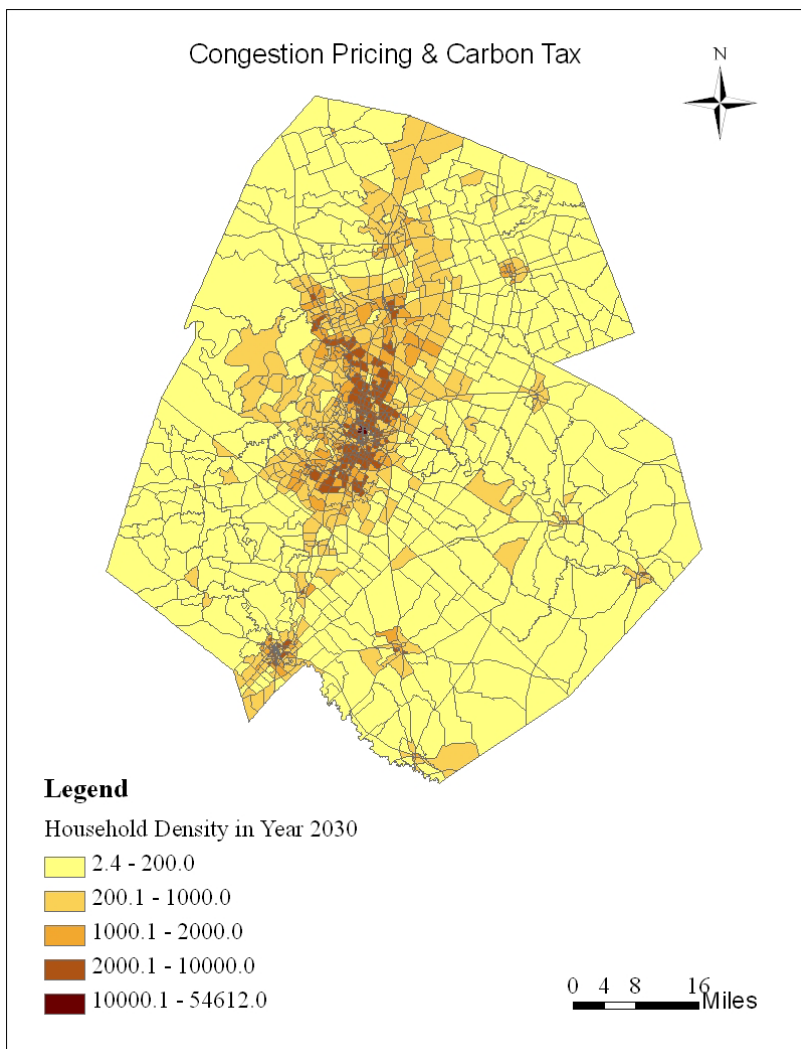 Congestion Pricing & Carbon Tax
N
Legend
Household Density in Year 2030
2.4 - 200.0
200.1 - 1000.0
1000.1 - 2000.0
2000.1 - 10000.0
10000.1 - 54612.0
0 4 8 16
Miles